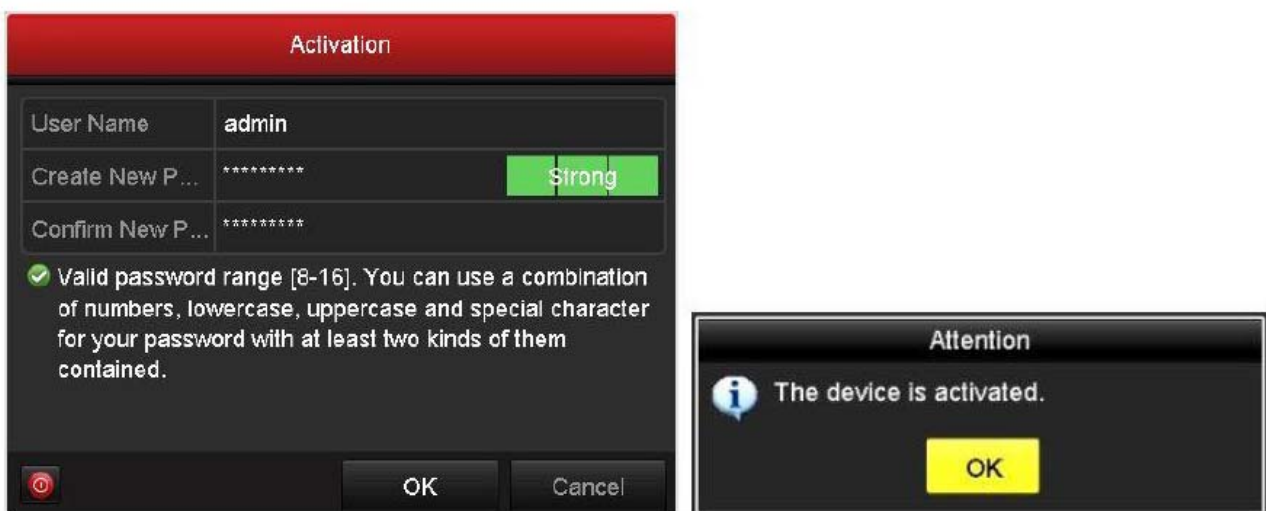 Activation
User Name admin
Create New P... ********* Strong
Confirm New P... *********
Valid password range [8-16]. You can use a combination
of numbers, lowercase, uppercase and special character
for your password with at least two kinds of them
contained.
OK Cancel
Attention
The device is activated.
OK